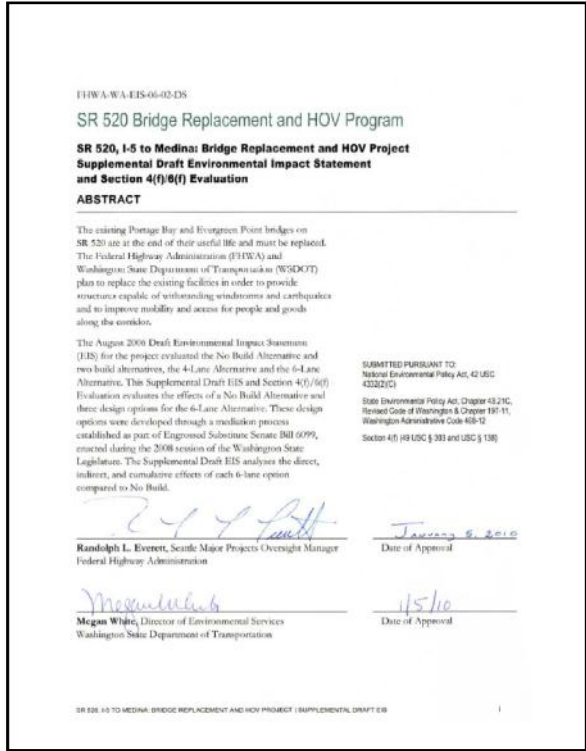 FHWA-WA-EIS-06-02-DS
SR 520 Bridge Replacement and HOV Program
SR 520, I-5 to Medina: Bridge Replacement and HOV Project
Supplemental Draft Environmental Impact Statement
and Section 4(f)/6(f) Evaluation
ABSTRACT
The existing Portage Bay and Evergreen Point bridges on
SR 520 are at the end of their useful life and must be replaced.
The Federal Highway Administration (FHWA) and
Washington State Department of Transportation (WSDOT)
plan to replace the existing facilities in order to provide
structures capable of withstanding windstorms and earthquakes
and to improve mobility and access for people and goods
along the corridor.
The August 2006 Draft Environmental Impact Statement
(EIS) for the project evaluated the No Build Alternative and
two build alternatives, the 4-Lane Alternative and the 6-Lane
Alternative. This Supplemental Draft EIS and Section 4(f)/6(f)
Evaluation evaluates the effects of a No Build Alternative and
three design options for the 6-Lane Alternative. These design
options were developed through a mediation process
established as part of Engrossed Substitute Senate Bill 6099,
enacted during the 2008 session of the Washington State
Legislature. The Supplemental Draft EIS analyzes the direct,
indirect, and cumulative effects of each 6-lane option
compared to No Build.
SUBMITTED PURSUANT TO:
National Environmental Policy Act, 42 USC
4332(2)(C)
State Environmental Policy Act, Chapter 43.21C,
Revised Code of Washington & Chapter 197-11,
Washington Administrative Code 468-12
Section 4(f) (49 USC § 303 and USC § 138)
January 5, 2010
Randolph L. Everett, Seattle Major Projects Oversight Manager
Date of Approval
Federal Highway Administration
Megan White
1/5/10
Megan White, Director of Environmental Services
Date of Approval
Washington State Department of Transportation
SR 520, I-5 TO MEDINA: BRIDGE REPLACEMENT AND HOV PROJECT | SUPPLEMENTAL DRAFT EIS